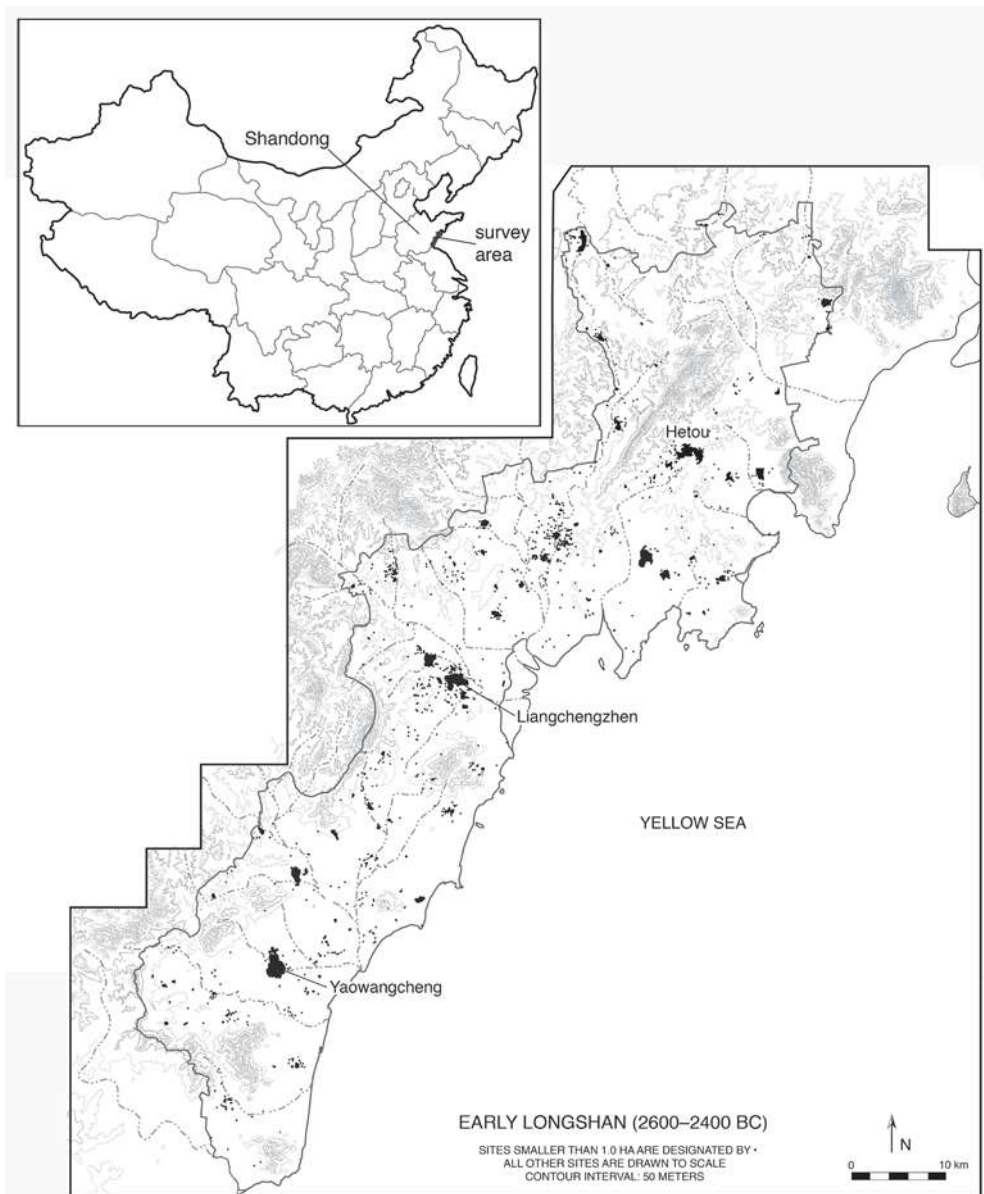 Shandong
survey
area
Hetou
Liangchengzhen
YELLOW SEA
Yaowangcheng
EARLY LONGSHAN (2600–2400 BC)
SITES SMALLER THAN 1.0 HA ARE DESIGNATED BY •
ALL OTHER SITES ARE DRAWN TO SCALE
CONTOUR INTERVAL: 50 METERS
N
0 10 km